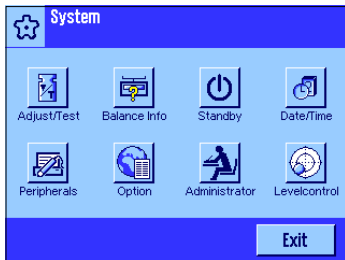 System
Adjust/Test Balance Info Standby Date/Time
Peripherals Option Administrator Levelcontrol
Exit